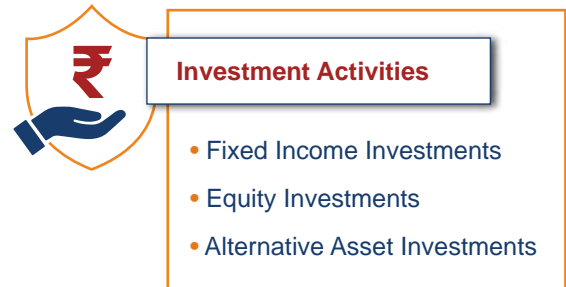 ₹
Investment Activities
• Fixed Income Investments
• Equity Investments
• Alternative Asset Investments